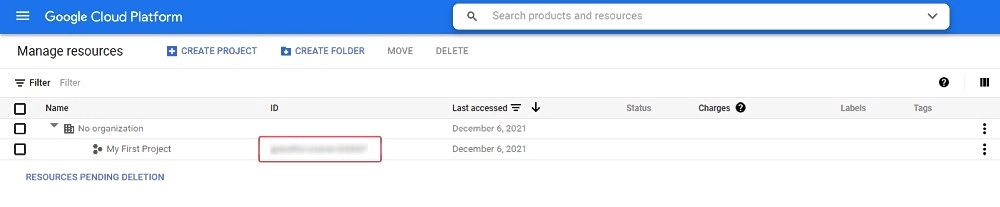 Google Cloud Platform Search products and resources
Manage resources CREATE PROJECT CREATE FOLDER MOVE DELETE
Filter Filter
Name ID Last accessed Status Charges Labels Tags
No organization December 6, 2021
My First Project December 6, 2021
RESOURCES PENDING DELETION